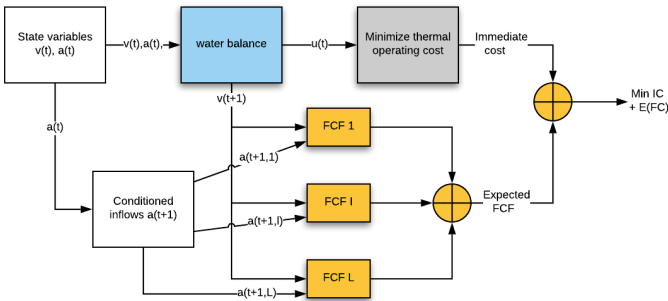 State variables
v(t), a(t)
v(t),a(t),
water balance
u(t)
Minimize thermal
operating cost
Immediate
cost
v(t+1)
a(t)
FCF 1
Min IC
+ E(FC)
a(t+1,1)
Conditioned
inflows a(t+1)
FCF l
Expected
FCF
a(t+1,l)
FCF L
a(t+1,L)